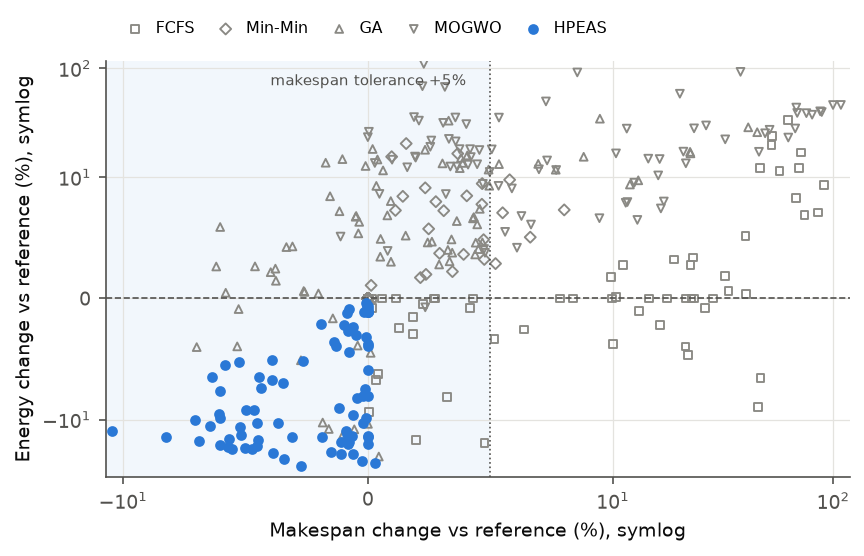 FCFS Min-Min GA MOGWO HPEAS
makespan tolerance +5%
Energy change vs reference (%), symlog
10²
10¹
0
−10¹
−10¹ 0 10¹ 10²
Makespan change vs reference (%), symlog